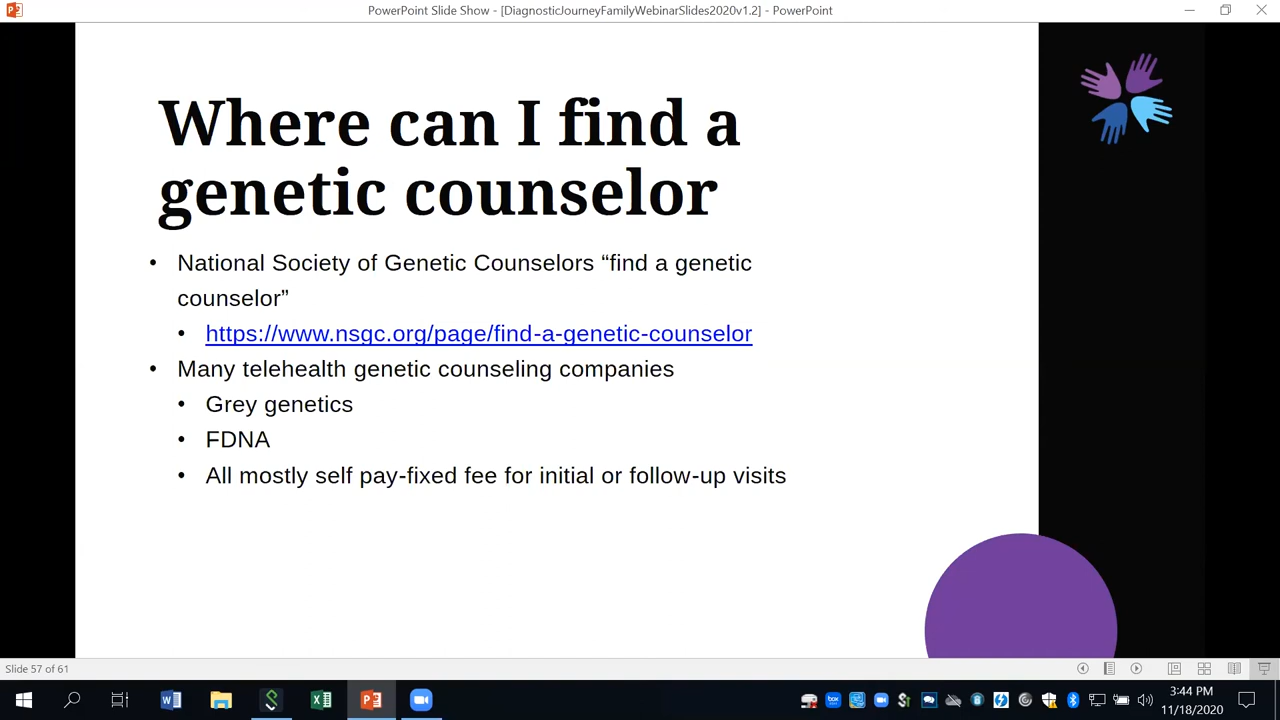 PowerPoint Slide Show - [DiagnosticJourneyFamilyWebinarSlides2020v1.2] - PowerPoint
Where can I find a
genetic counselor
• National Society of Genetic Counselors “find a genetic
counselor”
• https://www.nsgc.org/page/find-a-genetic-counselor
• Many telehealth genetic counseling companies
• Grey genetics
• FDNA
• All mostly self pay-fixed fee for initial or follow-up visits
Slide 57 of 61
3:44 PM
11/18/2020